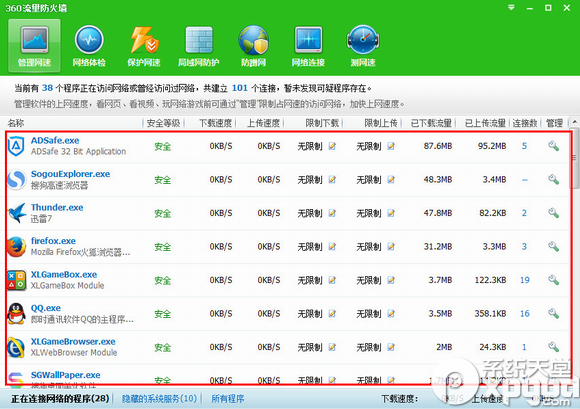 360流量防火墙
管理网速 网络体检 保护网速 局域网防护 防蹭网 网络连接 测网速
当前有 38 个程序正在访问网络或曾经访问过网络，共建立 101 个连接，暂未发现可疑程序存在。
管理软件的上网速度，看网页、看视频、玩网络游戏前可通过"管理"限制占网速的访问网络，加快上网速度。
名称 安全等级 下载速度 上传速度 限制下载 限制上传 已下载流量 已上传流量 连接数 管理
ADSafe.exe
ADSafe 32 Bit Application 安全 0KB/S 0KB/S 无限制 无限制 87.6MB 95.2MB 5
SogouExplorer.exe
搜狗高速浏览器 安全 0KB/S 0KB/S 无限制 无限制 48.3MB 3.4MB –
Thunder.exe
迅雷7 安全 0KB/S 0KB/S 无限制 无限制 47.8MB 82.2KB 2
firefox.exe
Mozilla Firefox火狐浏览器... 安全 0KB/S 0KB/S 无限制 无限制 31.2MB 3.3MB 3
XLGameBox.exe
XLGameBox Module 安全 0KB/S 0KB/S 无限制 无限制 3.7MB 122.3KB 19
QQ.exe
即时通讯软件QQ的主程序... 安全 0KB/S 0KB/S 无限制 无限制 3.5MB 358.1KB 16
XLGameBrowser.exe
XLWebBrowser Module 安全 0KB/S 0KB/S 无限制 无限制 2MB 24.3KB 1
SGWallPaper.exe
安全 0KB/S 0KB/S 无限制 无限制
正在连接网络的程序(28) 隐藏的系统服务(10) 所有程序 下载速度： 0KB/S 上传速度：
系统天堂
xpgod